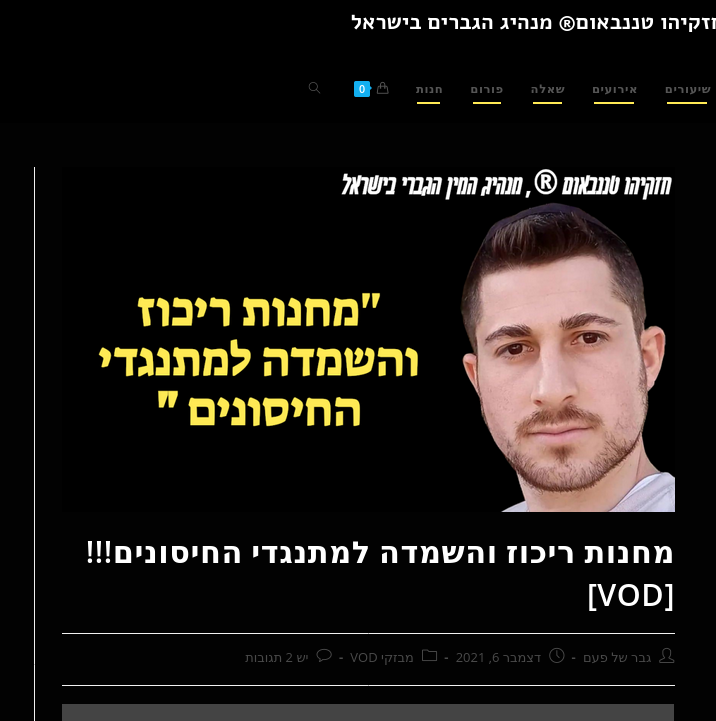 חזקיהו טננבאום® מנהיג הגברים בישראל
שיעורים אירועים שאלה פורום חנות 0
חזקיהו טננבאום ®, מנהיג המין הגברי בישראל
"מחנות ריכוז
והשמדה למתנגדי
החיסונים "
מחנות ריכוז והשמדה למתנגדי החיסונים!!!
[VOD]
גבר של פעם - דצמבר 6, 2021 - מבזקי VOD - יש 2 תגובות